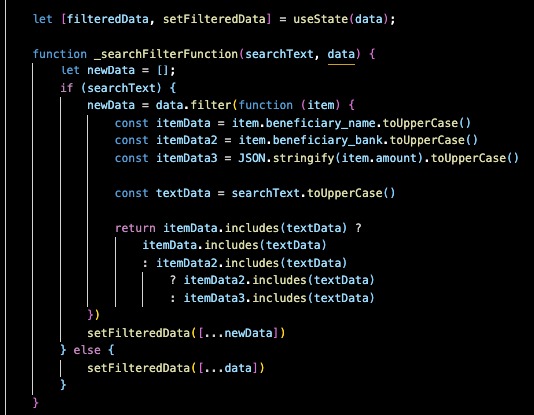 let [filteredData, setFilteredData] = useState(data);
function _searchFilterFunction(searchText, data) {
let newData = [];
if (searchText) {
newData = data.filter(function (item) {
const itemData = item.beneficiary_name.toUpperCase()
const itemData2 = item.beneficiary_bank.toUpperCase()
const itemData3 = JSON.stringify(item.amount).toUpperCase()
const textData = searchText.toUpperCase()
return itemData.includes(textData) ?
itemData.includes(textData)
: itemData2.includes(textData)
? itemData2.includes(textData)
: itemData3.includes(textData)
})
setFilteredData([...newData])
} else {
setFilteredData([...data])
}
}